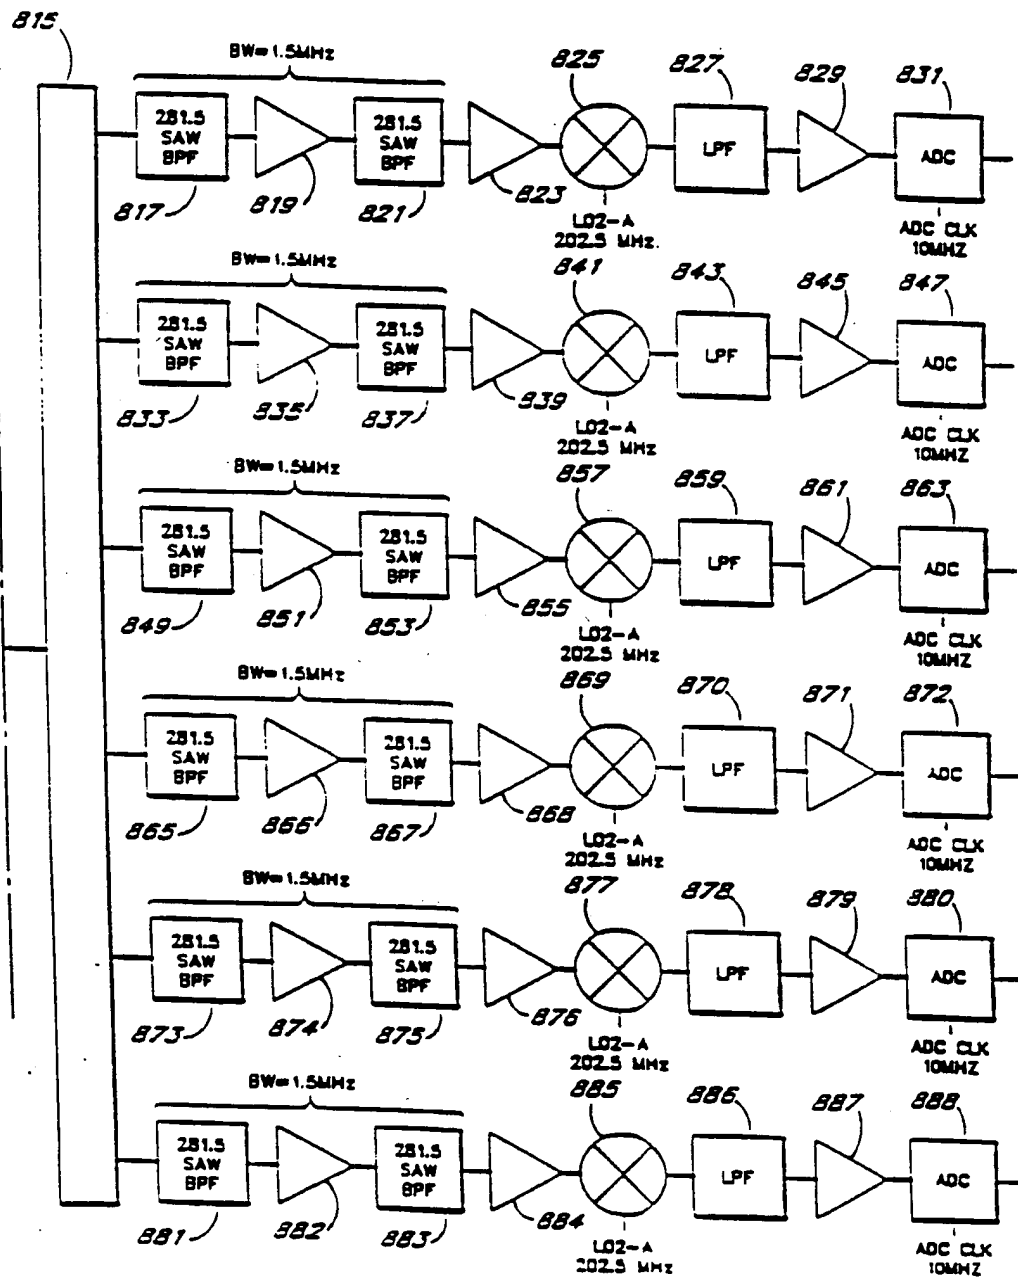 815
BW=1.5MHz
825
827
829
831
281.5
SAW
BPF
281.5
SAW
BPF
LPF
ADC
817
819
821
823
LO2-A
202.5 MHz.
ADC CLK
10MHZ
BW=1.5MHz
841
843
845
847
281.5
SAW
BPF
281.5
SAW
BPF
LPF
ADC
833
835
837
839
LO2-A
202.5 MHz
ADC CLK
10MHZ
BW=1.5MHz
857
859
861
863
281.5
SAW
BPF
281.5
SAW
BPF
LPF
ADC
849
851
853
855
LO2-A
202.5 MHz
ADC CLK
10MHZ
BW=1.5MHz
869
870
871
872
281.5
SAW
BPF
281.5
SAW
BPF
LPF
ADC
865
866
867
868
LO2-A
202.5 MHz
ADC CLK
10MHZ
BW=1.5MHz
877
878
879
880
281.5
SAW
BPF
281.5
SAW
BPF
LPF
ADC
873
874
875
876
LO2-A
202.5 MHz
ADC CLK
10MHZ
BW=1.5MHz
885
886
887
888
281.5
SAW
BPF
281.5
SAW
BPF
LPF
ADC
881
882
883
884
LO2-A
202.5 MHz
ADC CLK
10MHZ